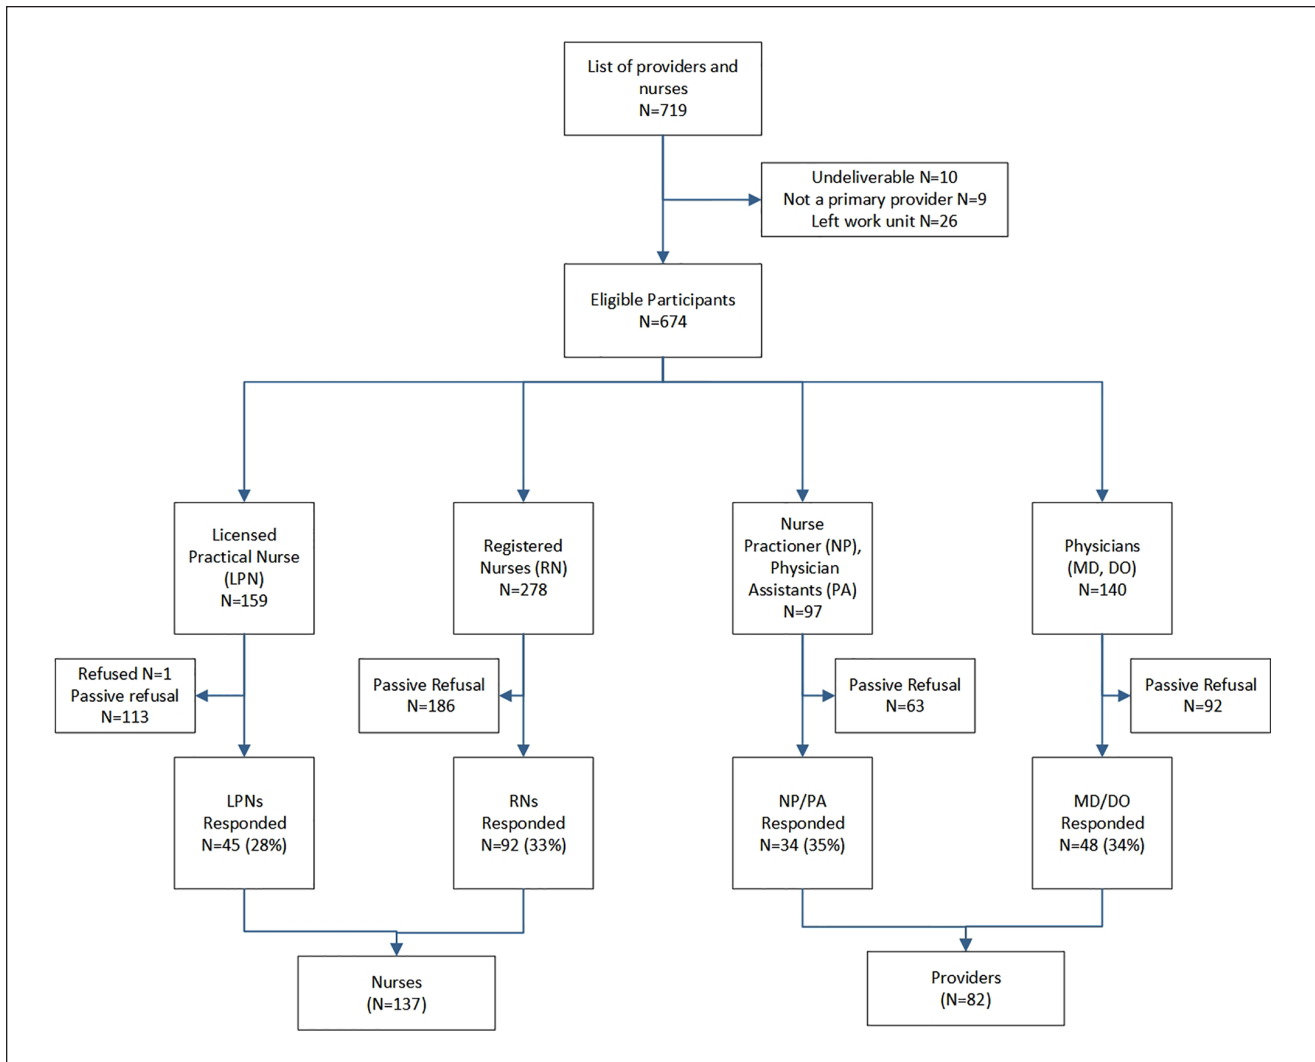 List of providers and
nurses
N=719
Undeliverable N=10
Not a primary provider N=9
Left work unit N=26
Eligible Participants
N=674
Licensed
Practical Nurse
(LPN)
N=159
Registered
Nurses (RN)
N=278
Nurse
Practioner (NP),
Physician
Assistants (PA)
N=97
Physicians
(MD, DO)
N=140
Refused N=1
Passive refusal
N=113
Passive Refusal
N=186
Passive Refusal
N=63
Passive Refusal
N=92
LPNs
Responded
N=45 (28%)
RNs
Responded
N=92 (33%)
NP/PA
Responded
N=34 (35%)
MD/DO
Responded
N=48 (34%)
Nurses
(N=137)
Providers
(N=82)